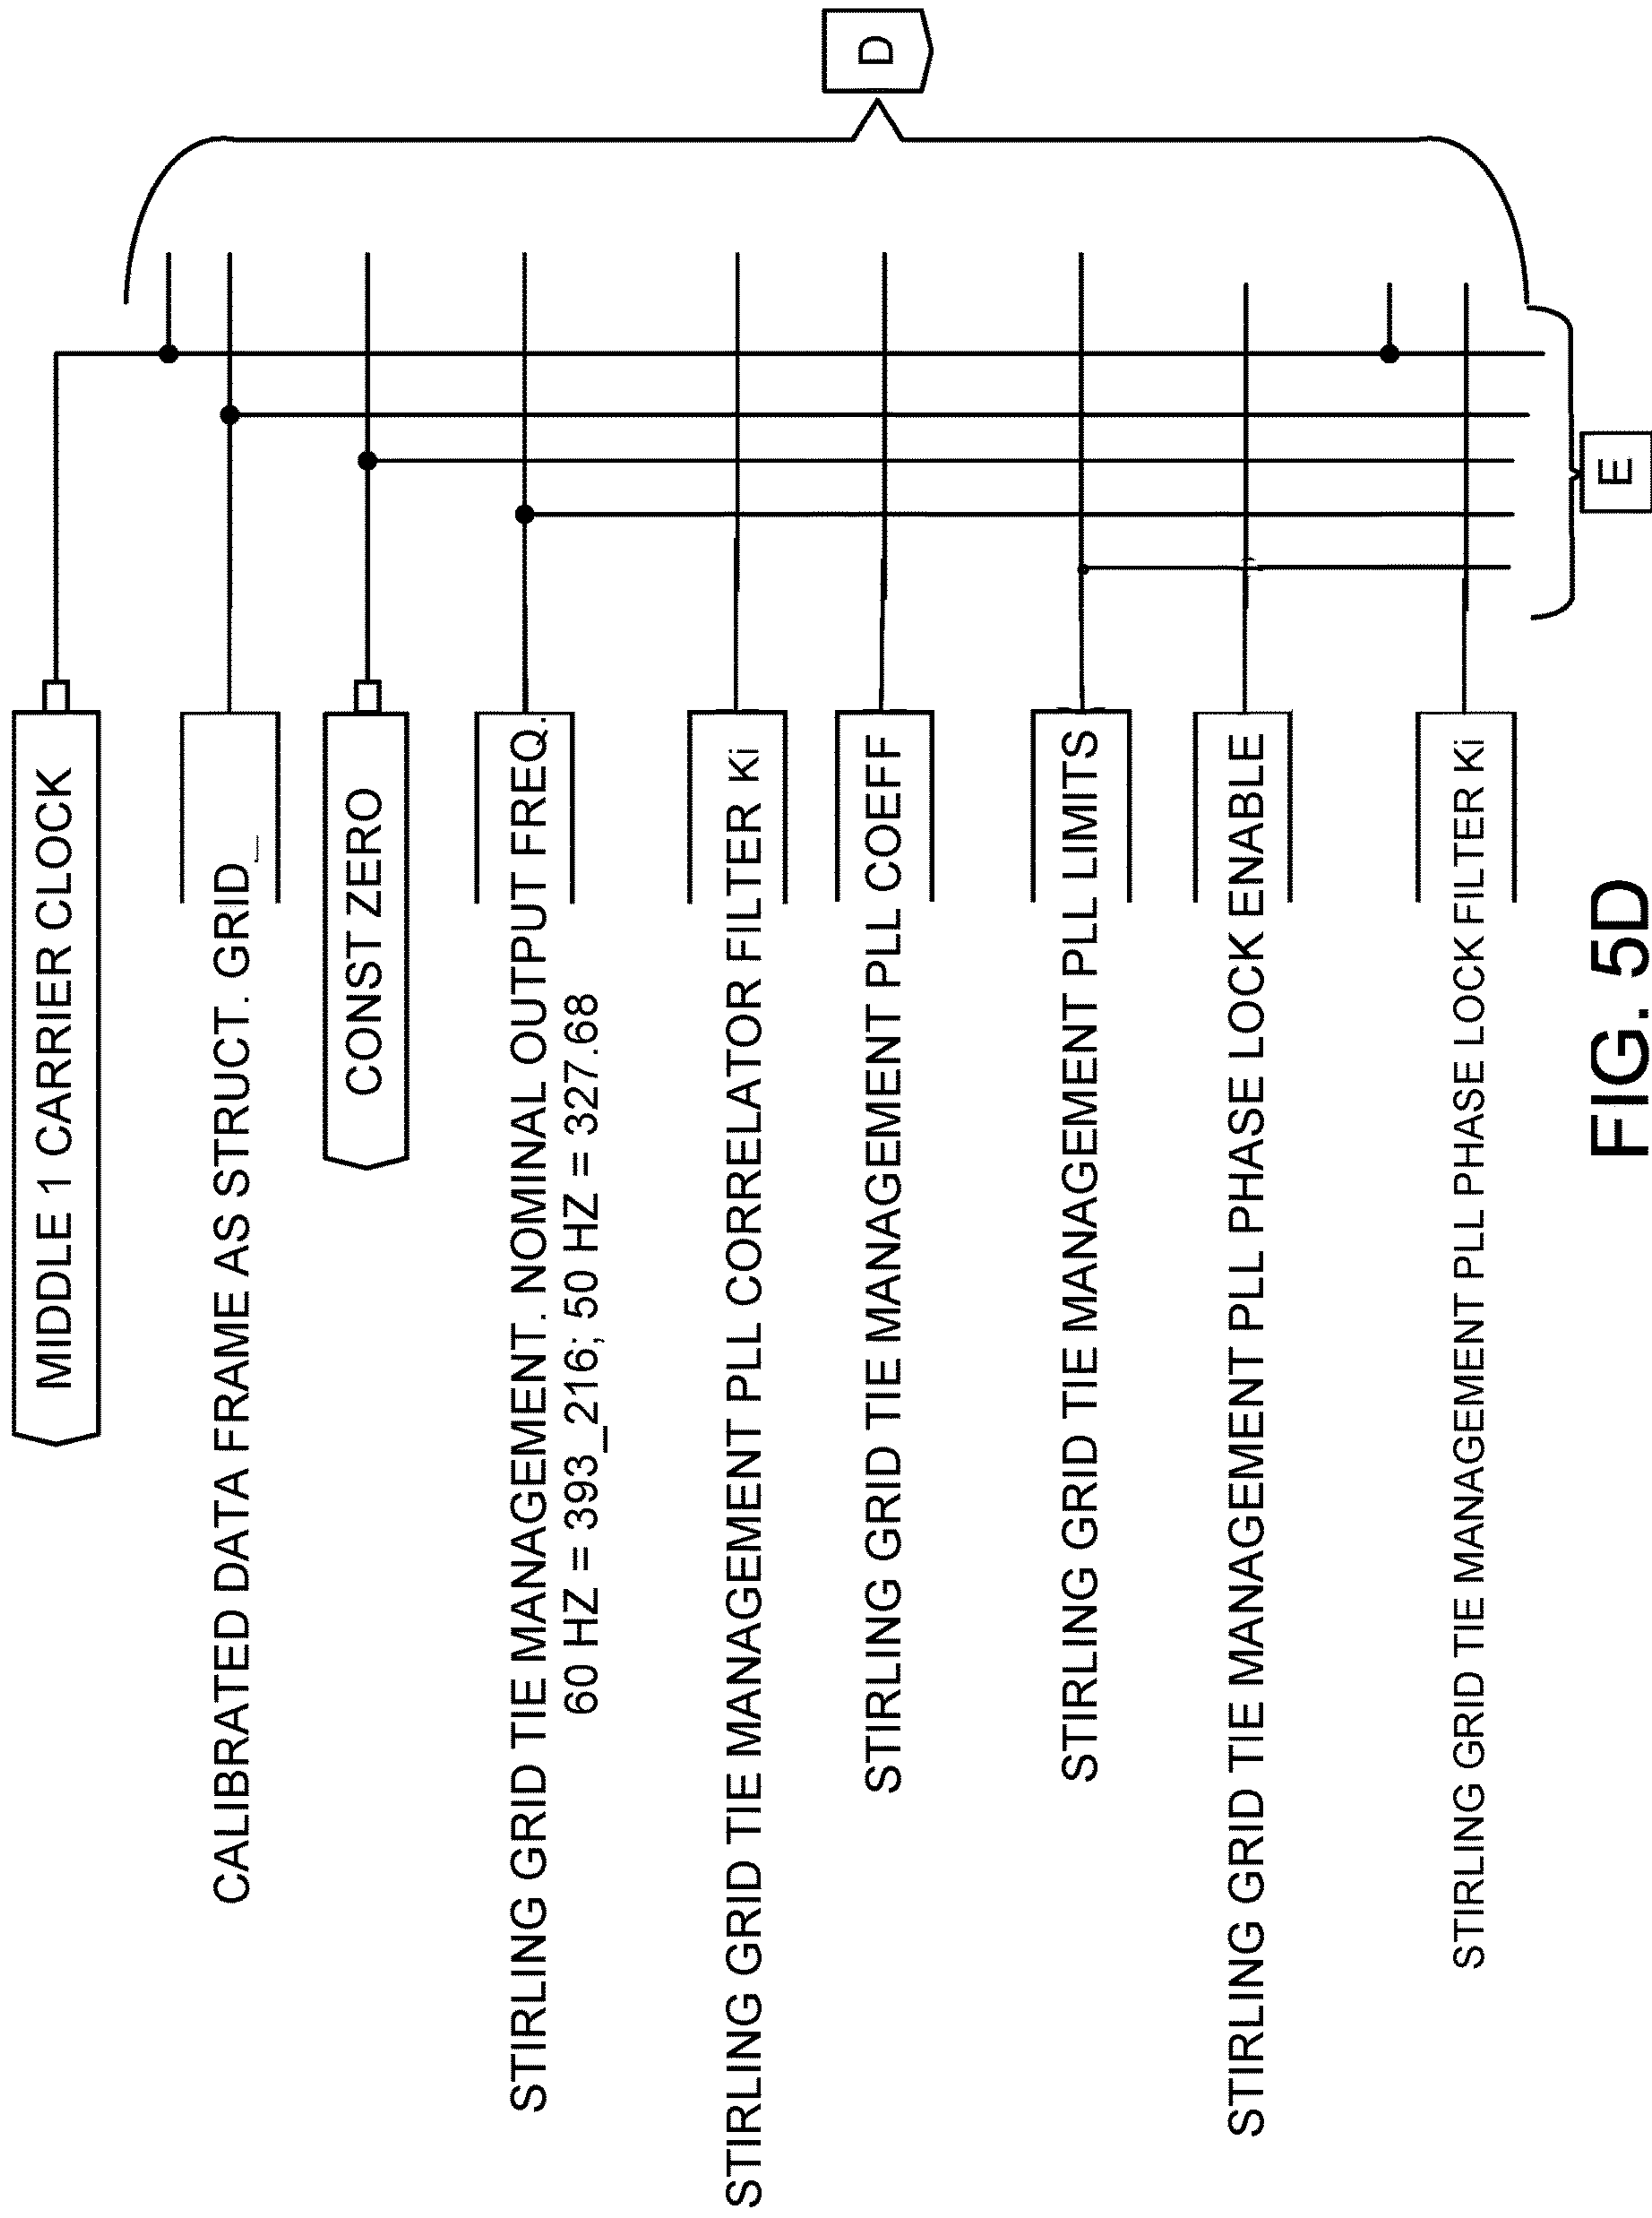 MIDDLE 1 CARRIER CLOCK
CALIBRATED DATA FRAME AS STRUCT. GRID_
CONST ZERO
STIRLING GRID TIE MANAGEMENT. NOMINAL OUTPUT FREQ.
60 HZ = 393_216; 50 HZ = 327.68
STIRLING GRID TIE MANAGEMENT PLL CORRELATOR FILTER Ki
STIRLING GRID TIE MANAGEMENT PLL COEFF
STIRLING GRID TIE MANAGEMENT PLL LIMITS
STIRLING GRID TIE MANAGEMENT PLL PHASE LOCK ENABLE
STIRLING GRID TIE MANAGEMENT PLL PHASE LOCK FILTER Ki
D
E
FIG. 5D